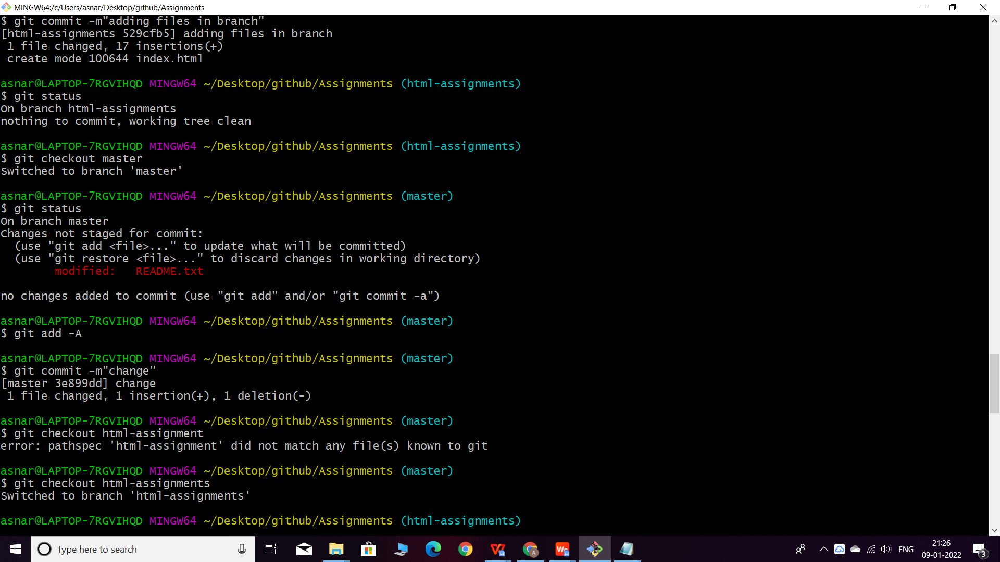 MINGW64:/c/Users/asnar/Desktop/github/Assignments
$ git commit -m"adding files in branch"
[html-assignments 529cfb5] adding files in branch
 1 file changed, 17 insertions(+)
 create mode 100644 index.html

asnar@LAPTOP-7RGVIHQD MINGW64 ~/Desktop/github/Assignments (html-assignments)
$ git status
On branch html-assignments
nothing to commit, working tree clean

asnar@LAPTOP-7RGVIHQD MINGW64 ~/Desktop/github/Assignments (html-assignments)
$ git checkout master
Switched to branch 'master'

asnar@LAPTOP-7RGVIHQD MINGW64 ~/Desktop/github/Assignments (master)
$ git status
On branch master
Changes not staged for commit:
  (use "git add <file>..." to update what will be committed)
  (use "git restore <file>..." to discard changes in working directory)
        modified:   README.txt

no changes added to commit (use "git add" and/or "git commit -a")

asnar@LAPTOP-7RGVIHQD MINGW64 ~/Desktop/github/Assignments (master)
$ git add -A

asnar@LAPTOP-7RGVIHQD MINGW64 ~/Desktop/github/Assignments (master)
$ git commit -m"change"
[master 3e899dd] change
 1 file changed, 1 insertion(+), 1 deletion(-)

asnar@LAPTOP-7RGVIHQD MINGW64 ~/Desktop/github/Assignments (master)
$ git checkout html-assignment
error: pathspec 'html-assignment' did not match any file(s) known to git

asnar@LAPTOP-7RGVIHQD MINGW64 ~/Desktop/github/Assignments (master)
$ git checkout html-assignments
Switched to branch 'html-assignments'

asnar@LAPTOP-7RGVIHQD MINGW64 ~/Desktop/github/Assignments (html-assignments)
Type here to search
A
ENG
21:26
09-01-2022
3